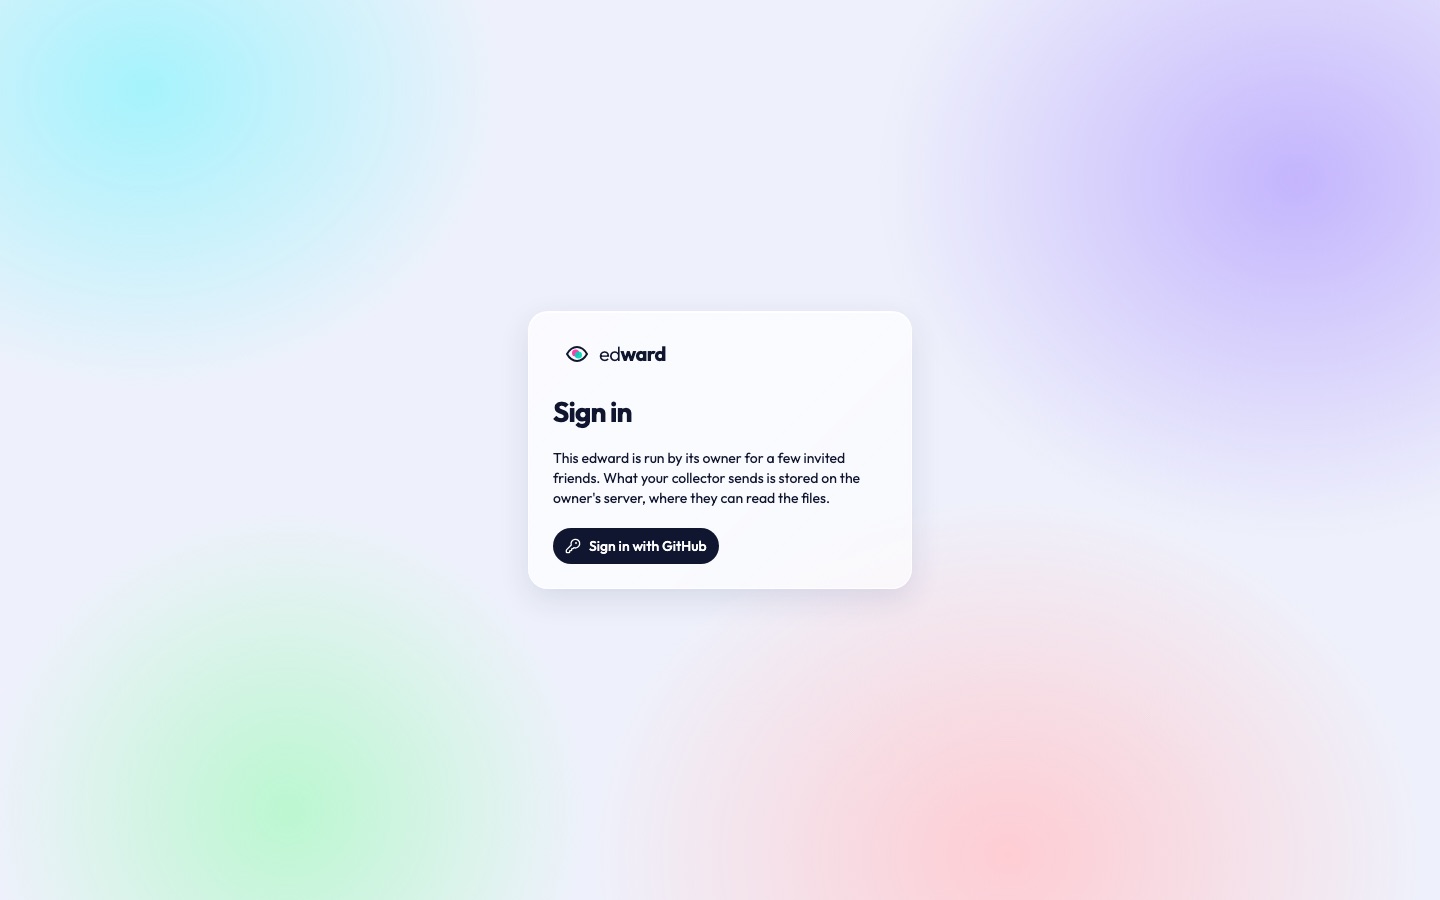 edward
Sign in
This edward is run by its owner for a few invited
friends. What your collector sends is stored on the
owner's server, where they can read the files.
Sign in with GitHub